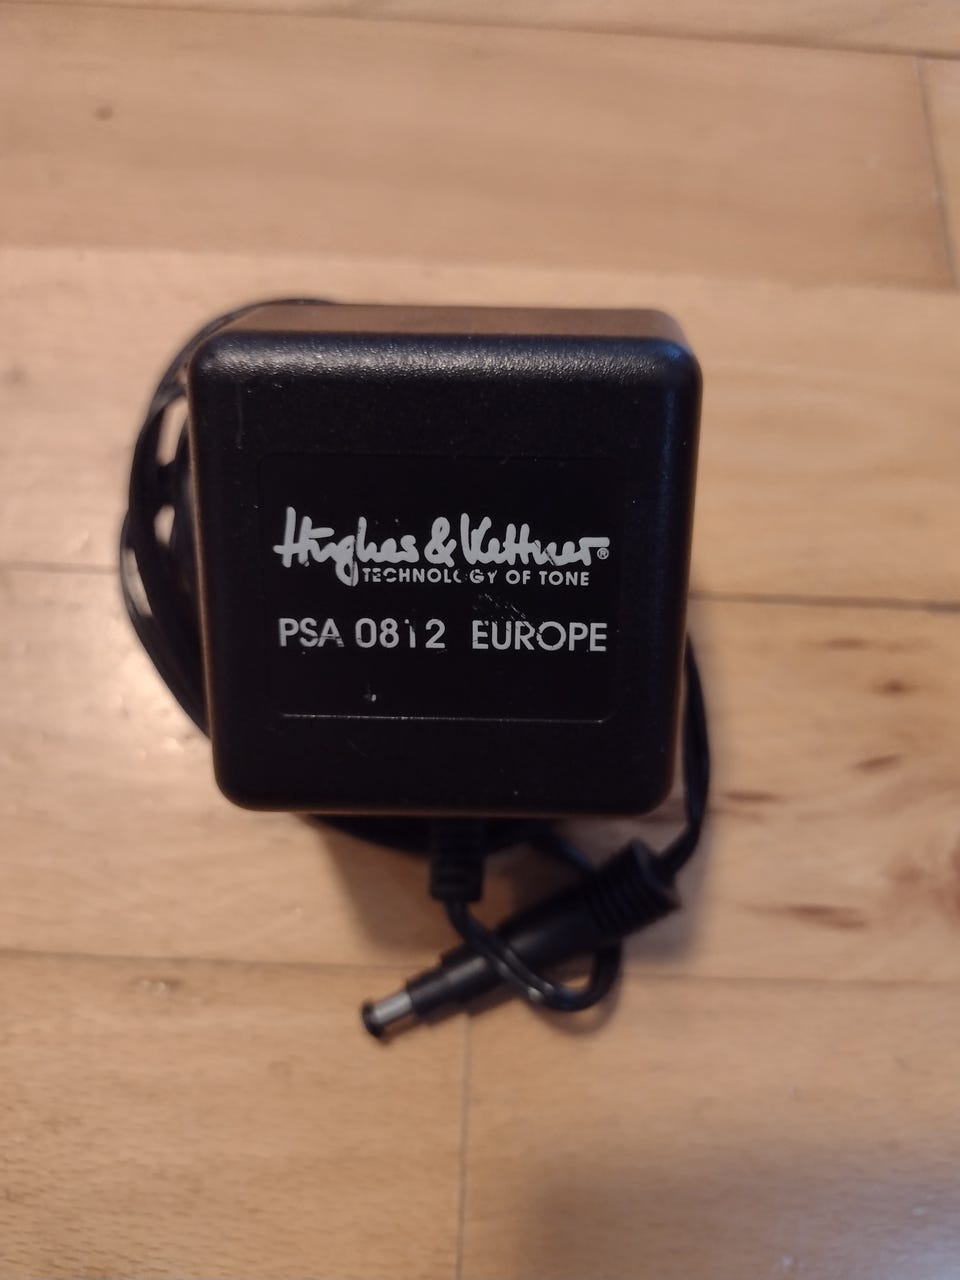 Hughes & Kettner®
TECHNOLOGY OF TONE
PSA 0812 EUROPE